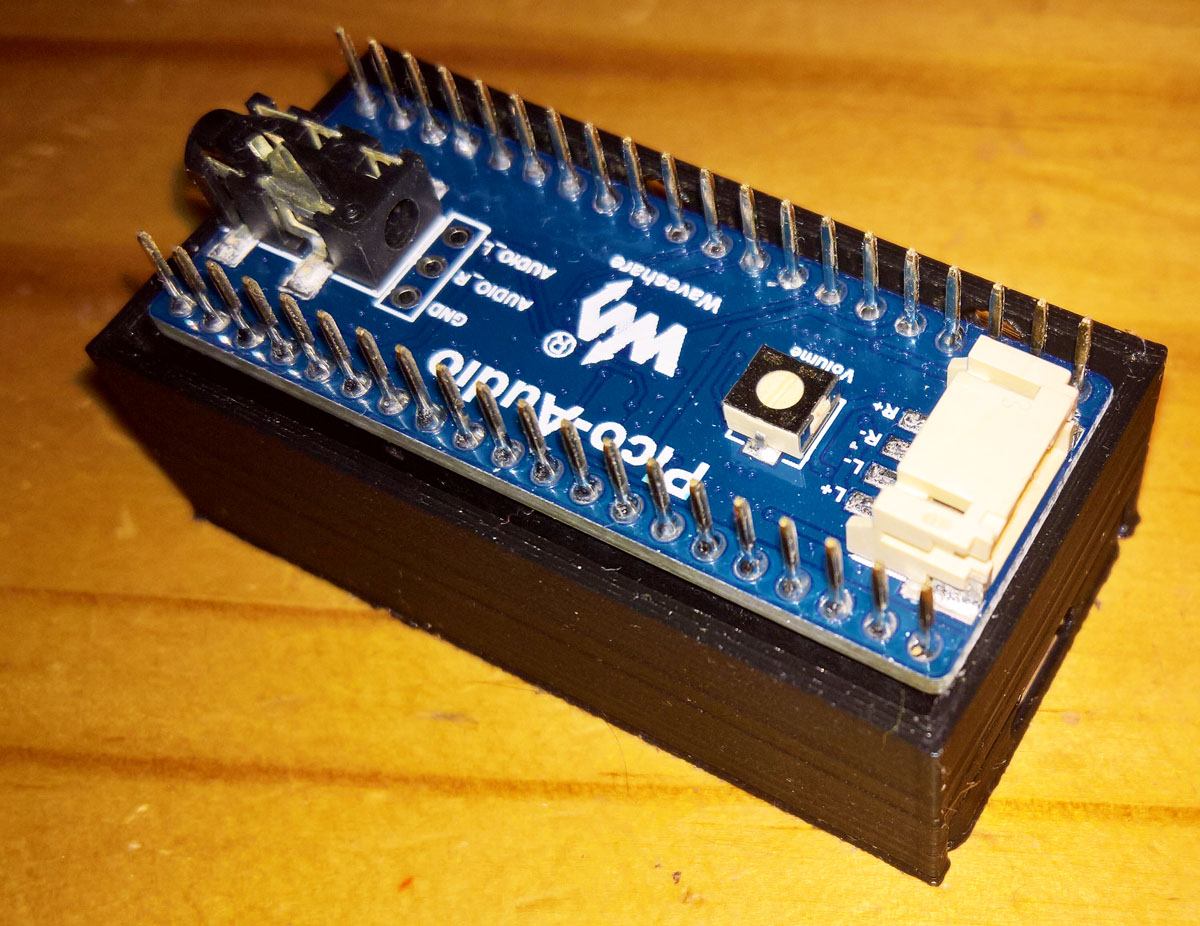 Pico-Audio
W ®
Waveshare
Volume
GND
AUDIO_R
AUDIO_L
R+
R-
L-
L+